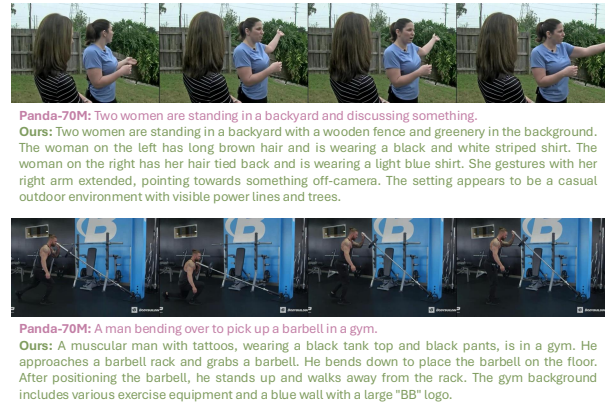 Panda-70M: Two women are standing in a backyard and discussing something.
Ours: Two women are standing in a backyard with a wooden fence and greenery in the background.
The woman on the left has long brown hair and is wearing a black and white striped shirt. The
woman on the right has her hair tied back and is wearing a light blue shirt. She gestures with her
right arm extended, pointing towards something off-camera. The setting appears to be a casual
outdoor environment with visible power lines and trees.
Panda-70M: A man bending over to pick up a barbell in a gym.
Ours: A muscular man with tattoos, wearing a black tank top and black pants, is in a gym. He
approaches a barbell rack and grabs a barbell. He bends down to place the barbell on the floor.
After positioning the barbell, he stands up and walks away from the rack. The gym background
includes various exercise equipment and a blue wall with a large "BB" logo.